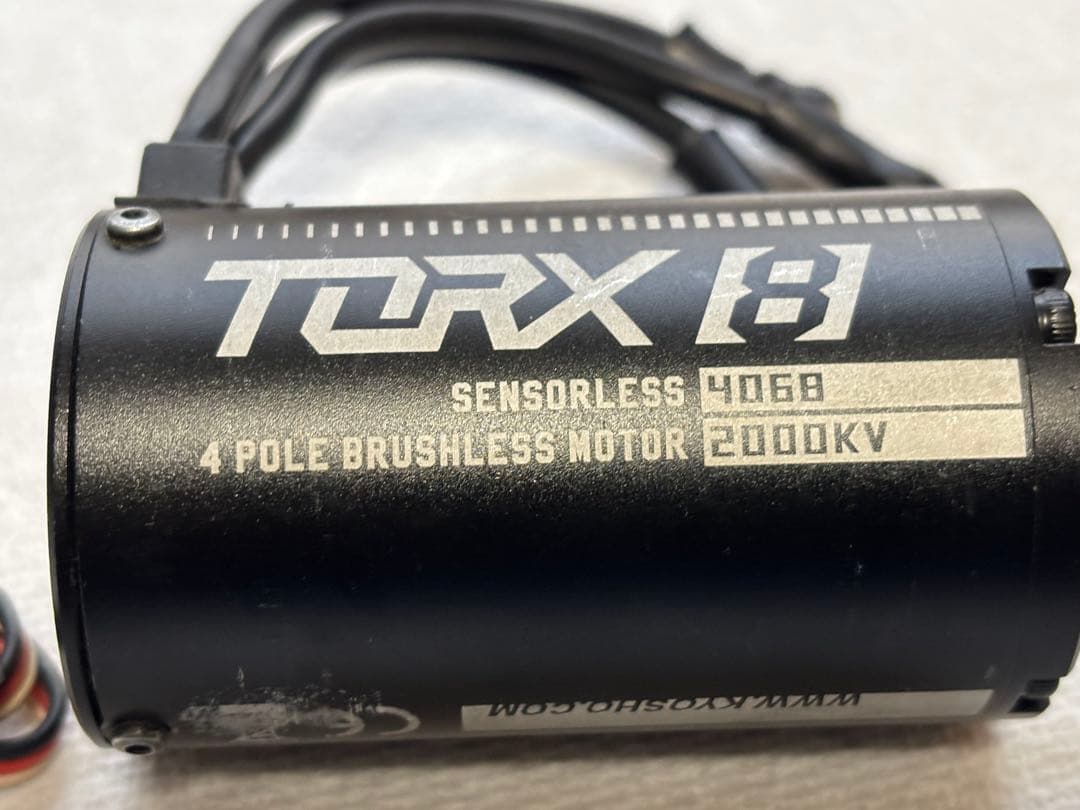 TORX 8
SENSORLESS 4068
4 POLE BRUSHLESS MOTOR 2000KV
WWW.KYOSHO.COM